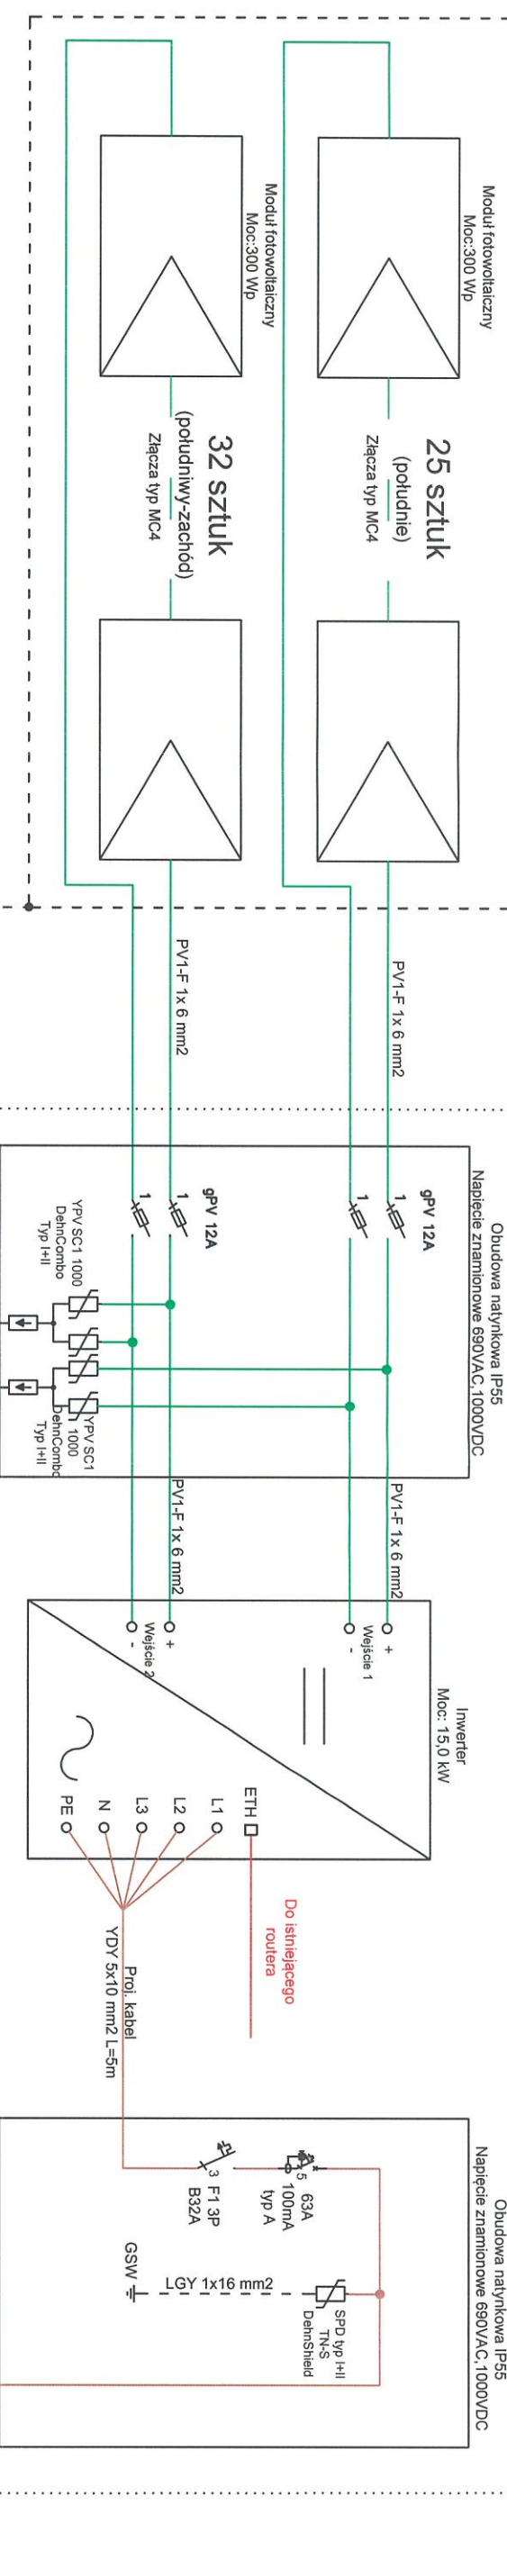 Moduł fotowoltaiczny
Moc:300 Wp
25 sztuk
(południe)
Złącza typ MC4
Moduł fotowoltaiczny
Moc:300 Wp
32 sztuk
(południwy-zachód)
Złącza typ MC4
PV1-F 1x 6 mm2
PV1-F 1x 6 mm2
Obudowa natynkowa IP55
Napięcie znamionowe 690VAC,1000VDC
gPV 12A
1
1
gPV 12A
1
1
YPV SC1 1000
DehnCombo
Typ I+II
YPV SC1
1000
DehnCombo
Typ I+II
PV1-F 1x 6 mm2
PV1-F 1x 6 mm2
Inwerter
Moc: 15,0 kW
+
Wejście 1
-
+
Wejście 2
-
ETH
L1
L2
L3
N
PE
Do istniejącego
routera
Proj. kabel
YDY 5x10 mm2 L=5m
Obudowa natynkowa IP55
Napięcie znamionowe 690VAC,1000VDC
5
63A
100mA
typ A
3
F1 3P
B32A
SPD typ I+II
TN-S
DehnShield
LGY 1x16 mm2
GSW